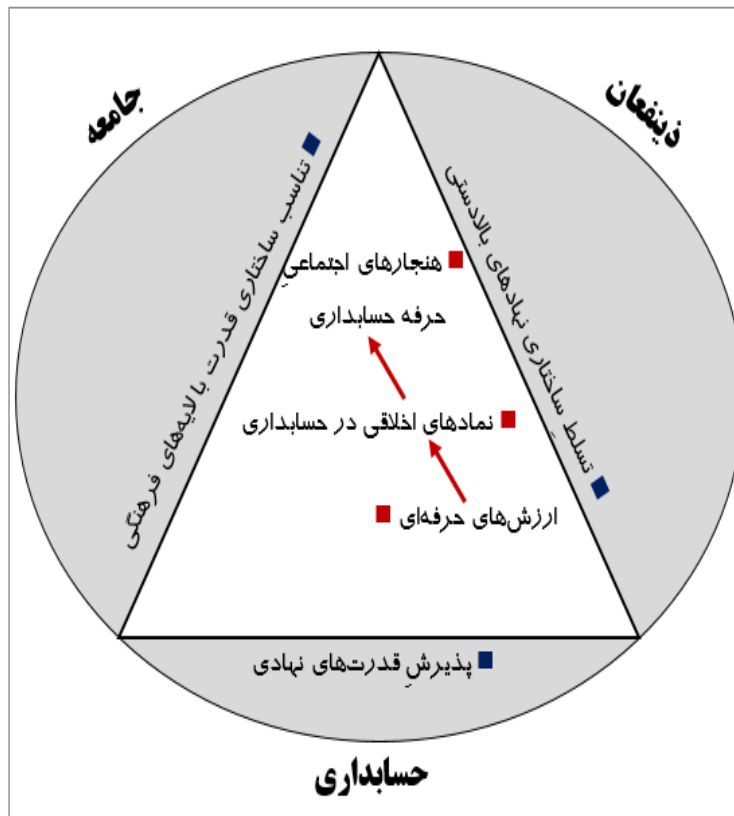 ذینفعان
جامعه
تسلطِ ساختاریِ نهادهای بالادستی
تناسب ساختاری قدرت با لایه‌های فرهنگی
هنجارهای اجتماعیِ
حرفه حسابداری
نمادهای اخلاقی در حسابداری
ارزش‌های حرفه‌ای
پذیرشِ قدرت‌های نهادی
حسابداری